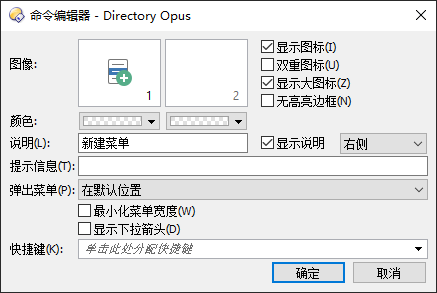 命令编辑器 - Directory Opus
图像:
1
2
显示图标(I)
双重图标(U)
显示大图标(Z)
无高亮边框(N)
颜色:
说明(L): 新建菜单 显示说明 右侧
提示信息(T):
弹出菜单(P): 在默认位置
最小化菜单宽度(W)
显示下拉箭头(D)
快捷键(K): 单击此处分配快捷键
确定 取消